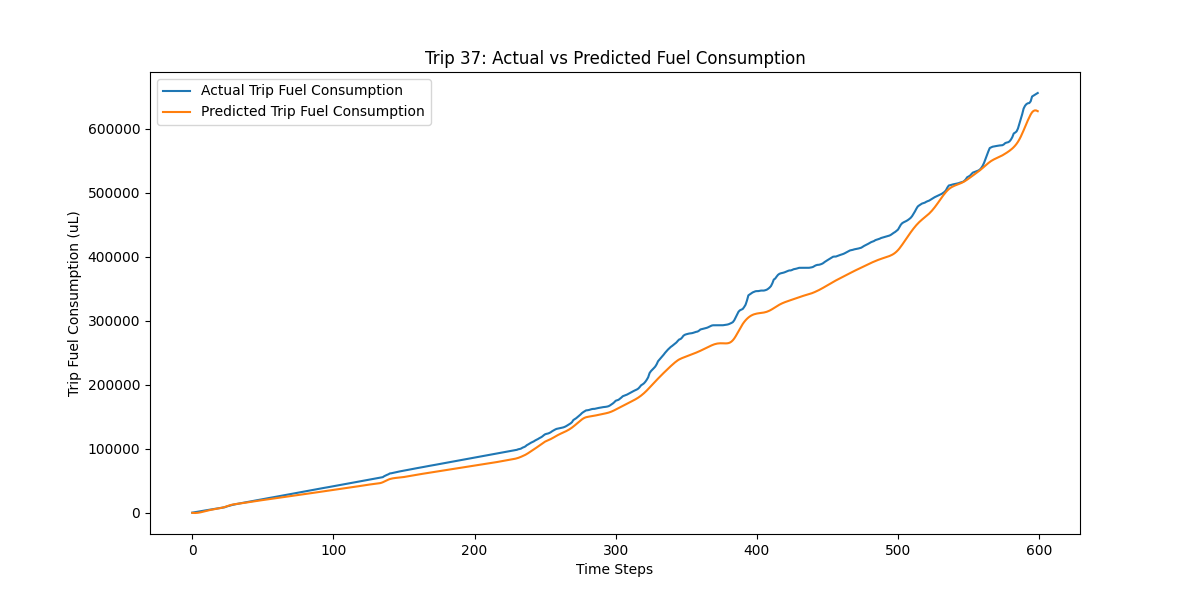 Trip 37: Actual vs Predicted Fuel Consumption
Actual Trip Fuel Consumption
Predicted Trip Fuel Consumption
Trip Fuel Consumption (uL)
600000
500000
400000
300000
200000
100000
0
0 100 200 300 400 500 600
Time Steps